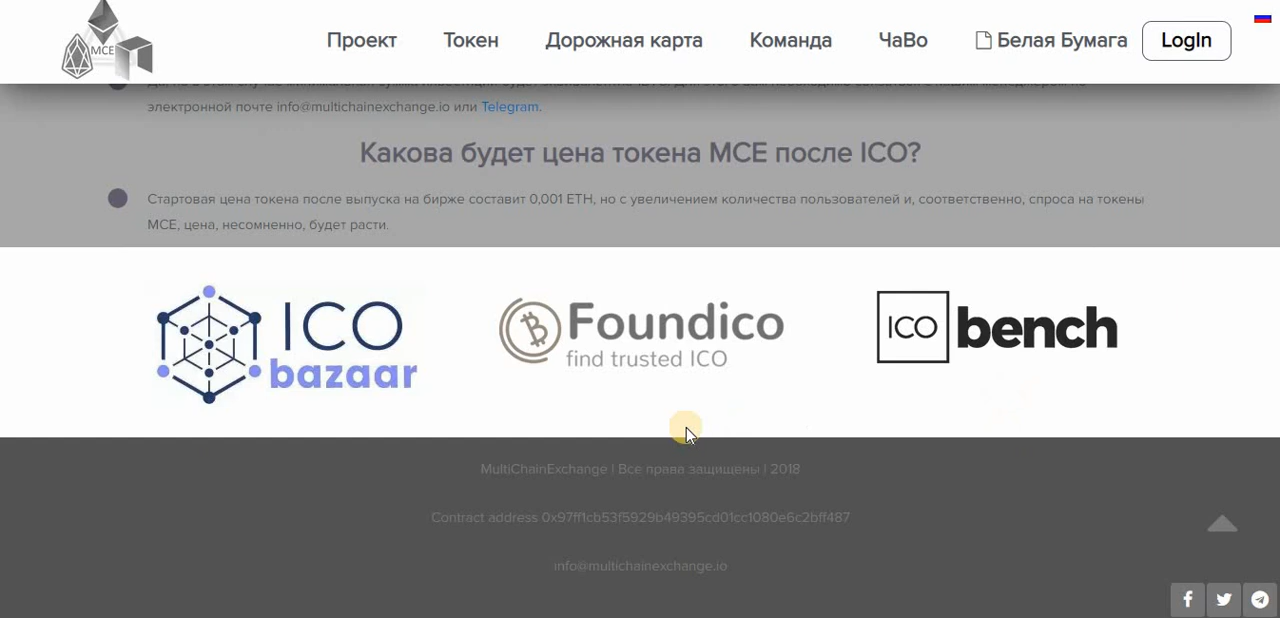 MCE
Проект
Токен
Дорожная карта
Команда
ЧаВо
Белая Бумага
LogIn
электронной почте info@multichainexchange.io или Telegram.
Какова будет цена токена MCE после ICO?
Стартовая цена токена после выпуска на бирже составит 0,001 ETH, но с увеличением количества пользователей и, соответственно, спроса на токены
MCE, цена, несомненно, будет расти.
ICO
bazaar
Foundico
find trusted ICO
ICO bench
MultiChainExchange | Все права защищены | 2018
Contract address 0x97ff1cb53f5929b49395cd01cc1080e6c2bff487
info@multichainexchange.io